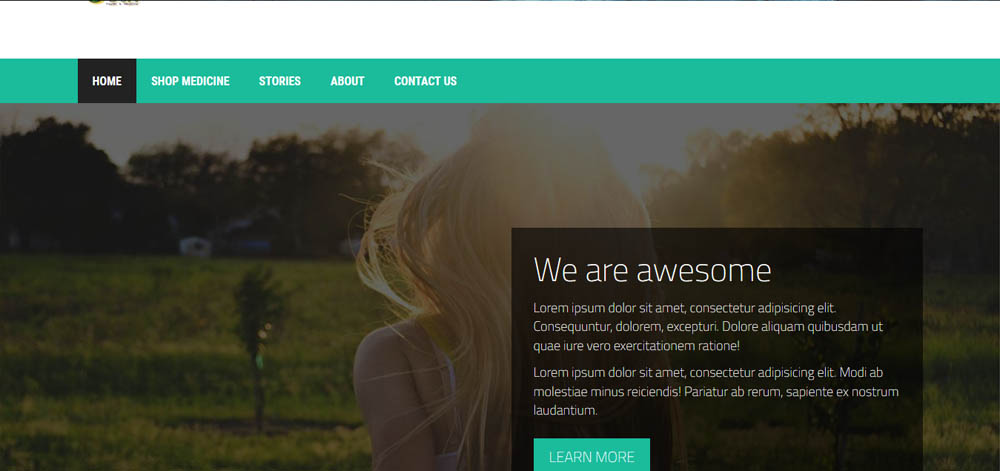 HOME SHOP MEDICINE STORIES ABOUT CONTACT US
We are awesome
Lorem ipsum dolor sit amet, consectetur adipisicing elit.
Consequuntur, dolorem, excepturi. Dolore aliquam quibusdam ut
quae iure vero exercitationem ratione!
Lorem ipsum dolor sit amet, consectetur adipisicing elit. Modi ab
molestiae minus reiciendis! Pariatur ab rerum, sapiente ex nostrum
laudantium.
LEARN MORE